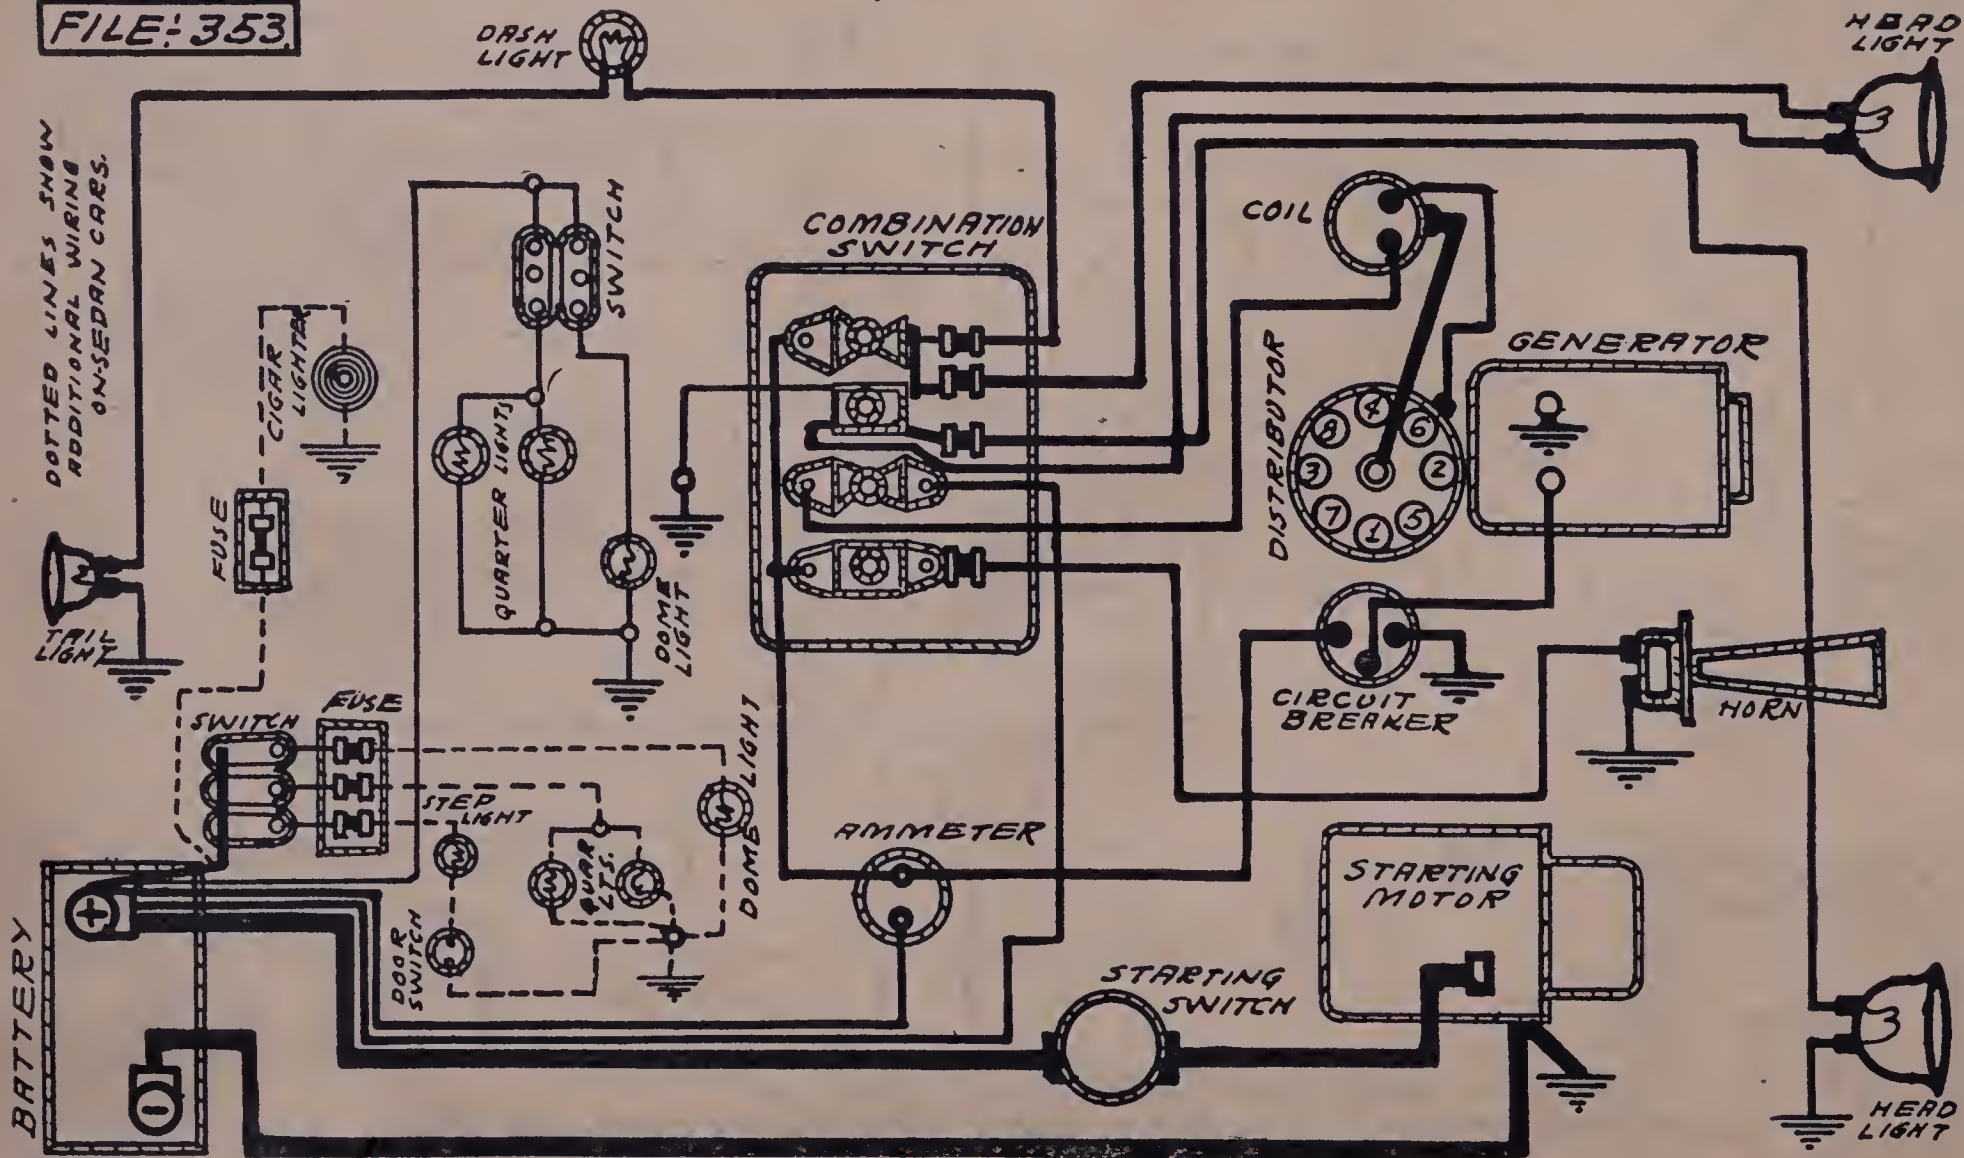 FILE:-353
DASH
LIGHT
HEAD
LIGHT
DOTTED LINES SHOW
ADDITIONAL WIRING
ON-SEDAN CARS.
SWITCH
COMBINATION
SWITCH
COIL
CIGAR
LIGHTER
GENERATOR
DISTRIBUTOR
4
6
2
5
1
7
3
8
QUARTER LIGHTS
FUSE
TAIL
LIGHT
DOME
LIGHT
CIRCUIT
BREAKER
HORN
SWITCH
FUSE
STEP
LIGHT
DOME LIGHT
AMMETER
QUAR
LTS.
STARTING
MOTOR
DOOR
SWITCH
STARTING
SWITCH
BATTERY
+
-
HEAD
LIGHT